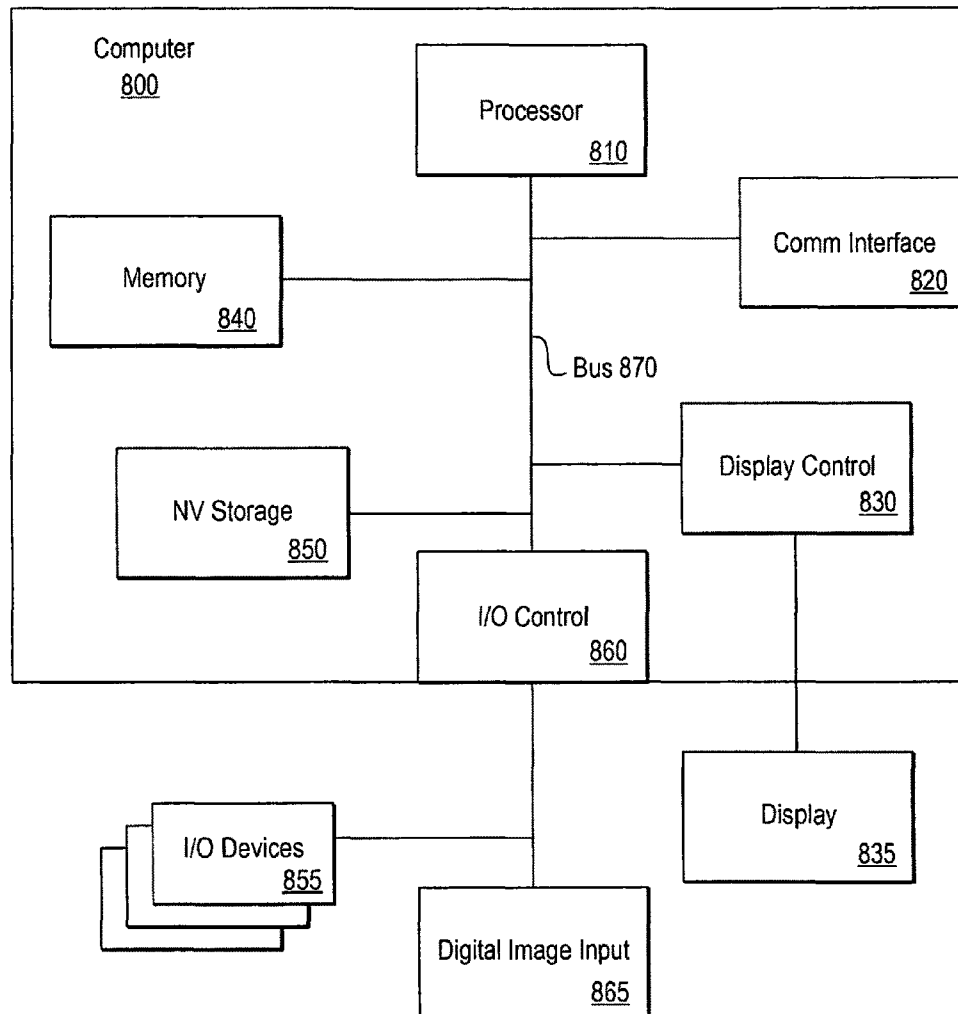 Computer
800
Processor
810
Comm Interface
820
Memory
840
Bus 870
Display Control
830
NV Storage
850
I/O Control
860
I/O Devices
855
Display
835
Digital Image Input
865